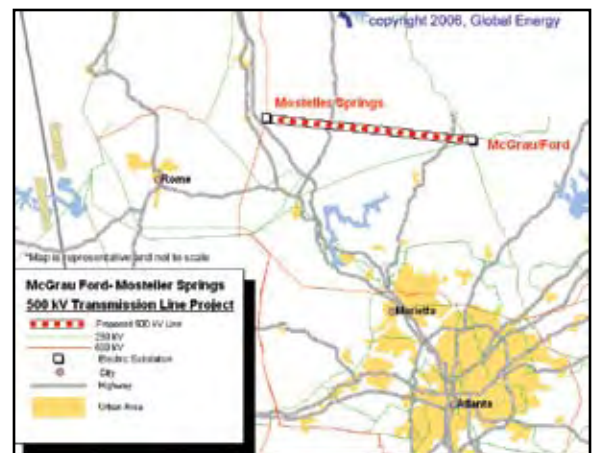 copyright 2006, Global Energy
Mosteller Springs
McGrau/Ford
Rome
*Map is representative and not to scale
McGrau Ford- Mosteller Springs
500 kV Transmission Line Project
Proposed 500 kV Line
230 kV
kV
Electric Substation
City
Highway
Urban Area
Marietta
Atlanta